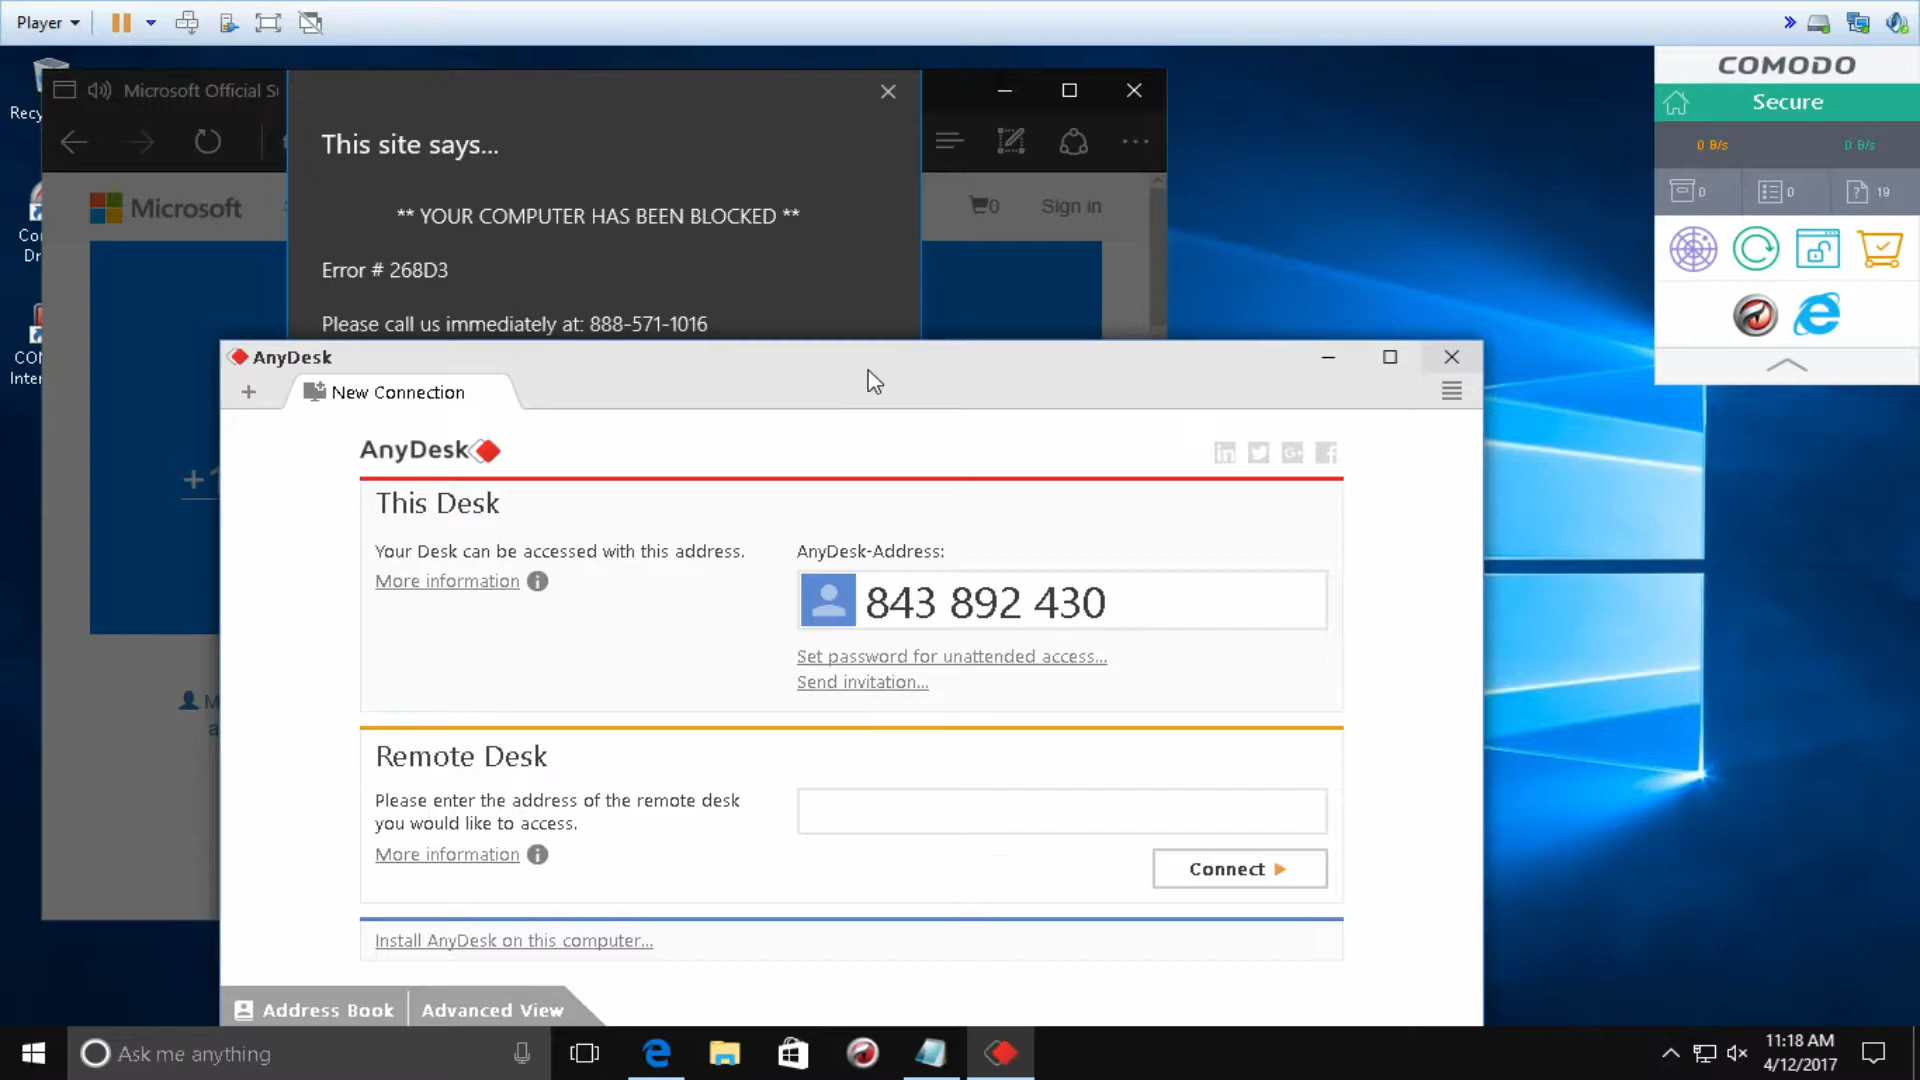 Player
COMODO
Secure
0 B/s
0 B/s
0
0
19
Microsoft Official
This site says...
** YOUR COMPUTER HAS BEEN BLOCKED **
Error # 268D3
Please call us immediately at: 888-571-1016
Microsoft
0
Sign in
AnyDesk
New Connection
AnyDesk
This Desk
Your Desk can be accessed with this address.
More information
AnyDesk-Address:
843 892 430
Set password for unattended access...
Send invitation...
Remote Desk
Please enter the address of the remote desk
you would like to access.
More information
Connect
Install AnyDesk on this computer...
Address Book
Advanced View
Ask me anything
11:18 AM
4/12/2017